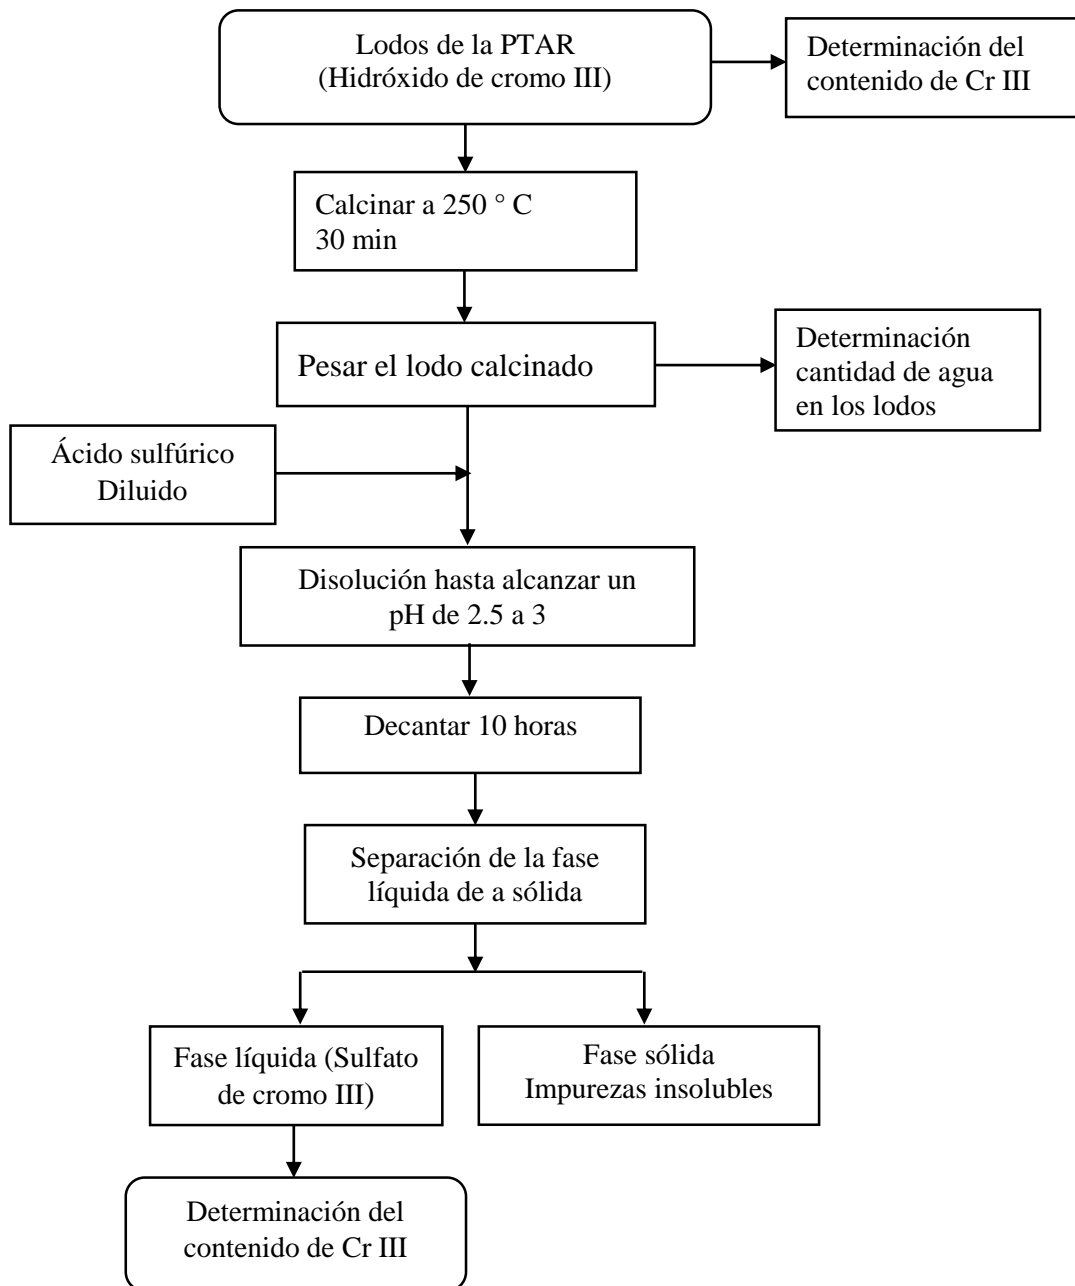 Lodos de la PTAR
(Hidróxido de cromo III)
Determinación del
contenido de Cr III
Calcinar a 250 ° C
30 min
Pesar el lodo calcinado
Determinación
cantidad de agua
en los lodos
Ácido sulfúrico
Diluido
Disolución hasta alcanzar un
pH de 2.5 a 3
Decantar 10 horas
Separación de la fase
líquida de a sólida
Fase líquida (Sulfato
de cromo III)
Fase sólida
Impurezas insolubles
Determinación del
contenido de Cr III